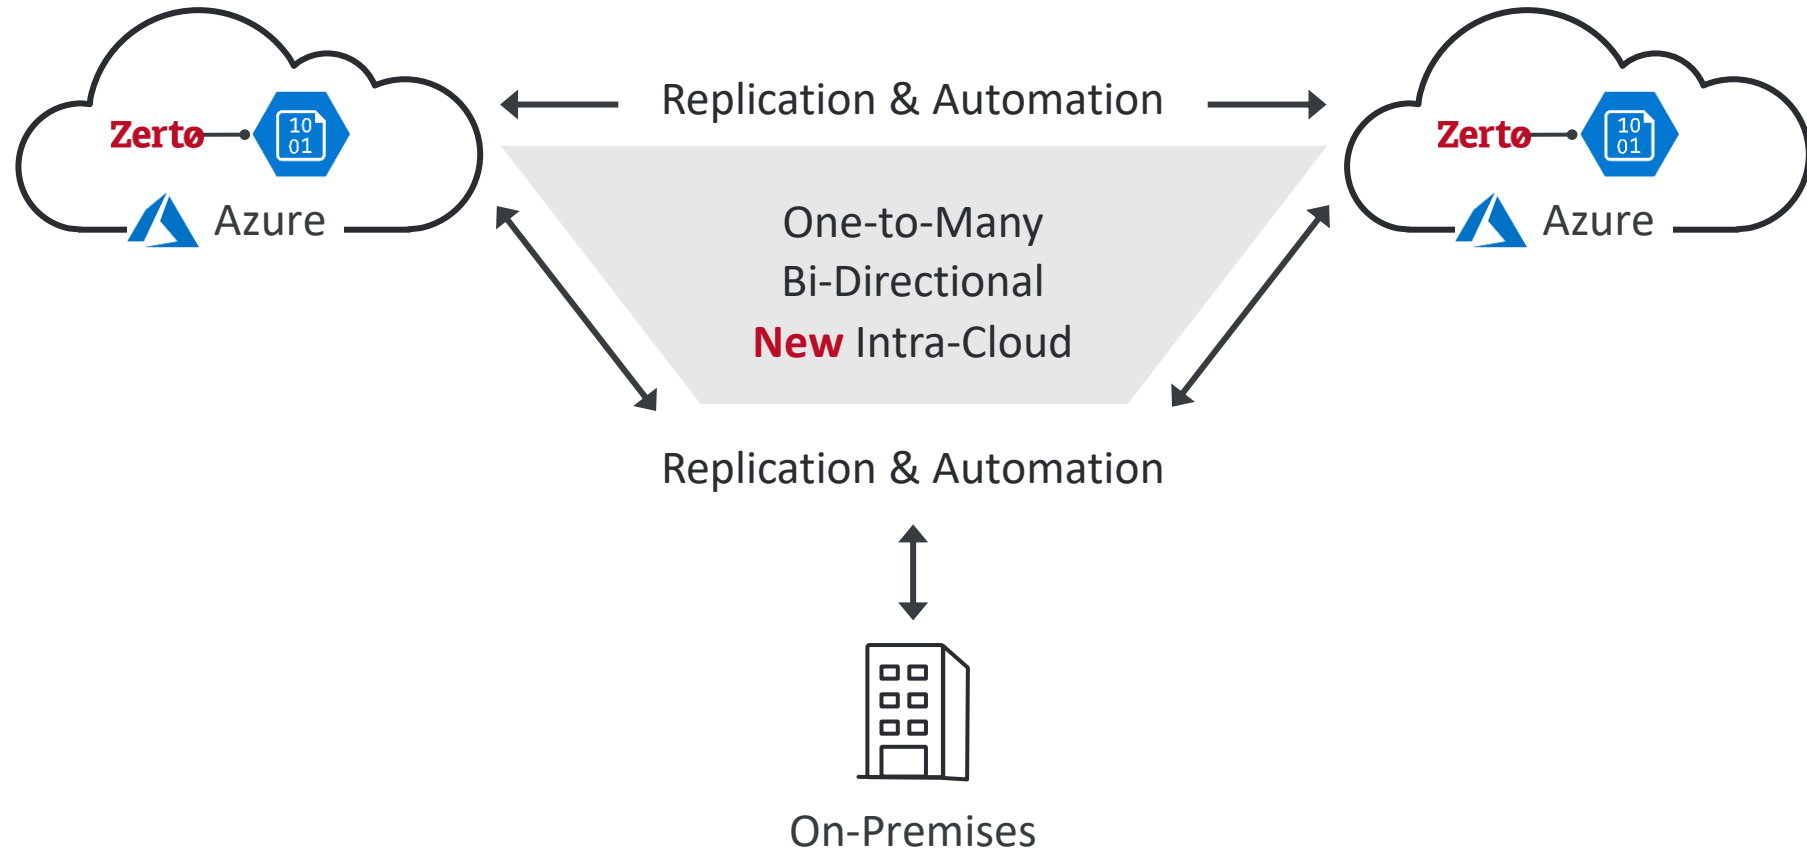 Replication & Automation
Zerto
10
01
Azure
Zerto
10
01
Azure
One-to-Many
Bi-Directional
New Intra-Cloud
Replication & Automation
On-Premises